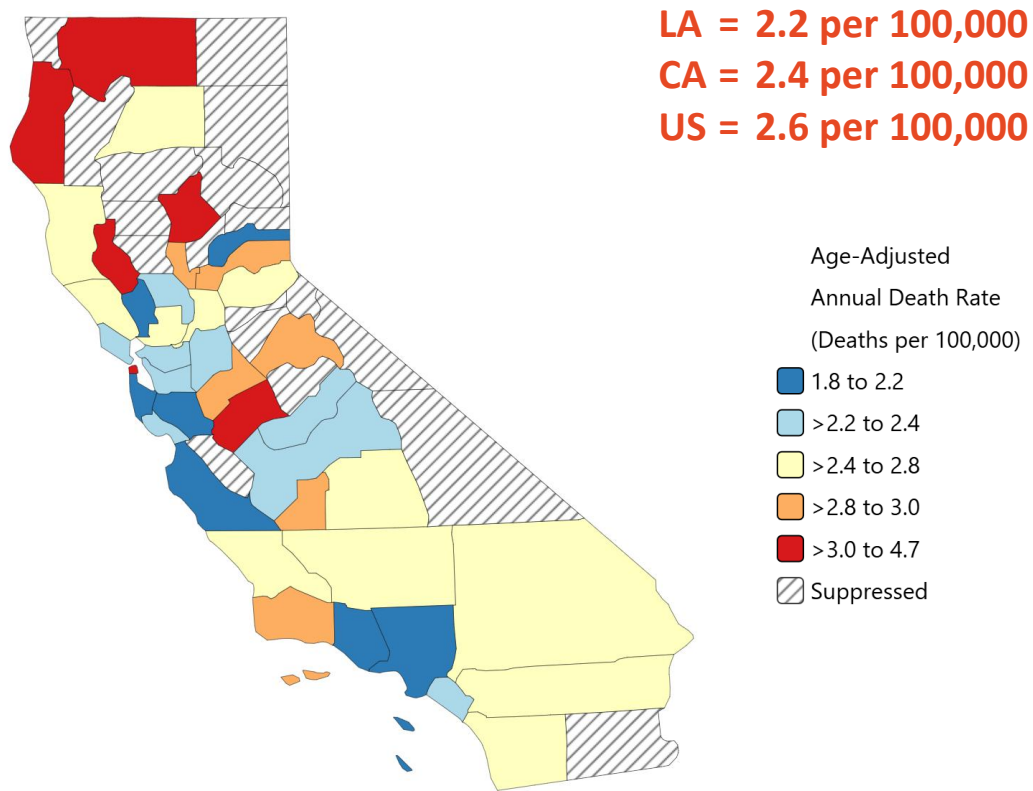 LA = 2.2 per 100,000
CA = 2.4 per 100,000
US = 2.6 per 100,000
Age-Adjusted
Annual Death Rate
(Deaths per 100,000)
1.8 to 2.2
>2.2 to 2.4
>2.4 to 2.8
>2.8 to 3.0
>3.0 to 4.7
Suppressed